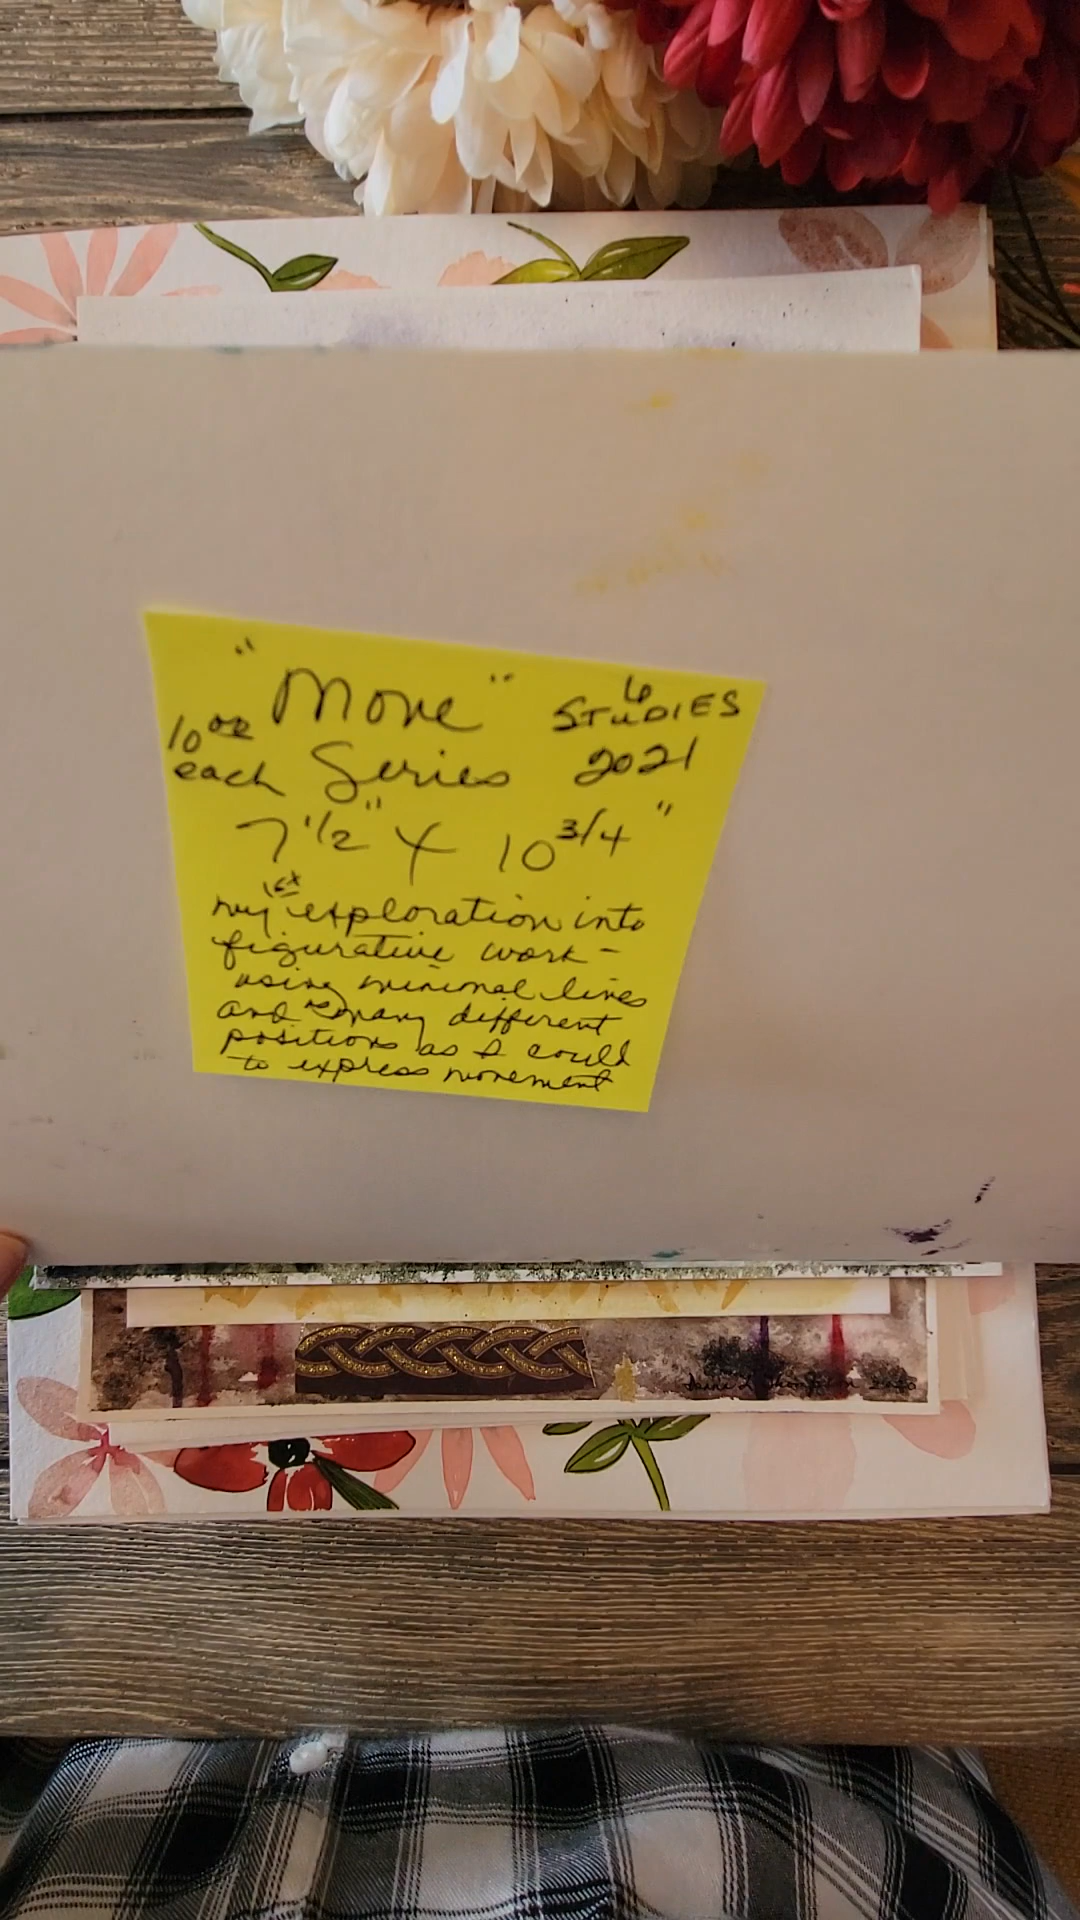 "Move"
6
STUDIES
10 00
each Series 2021
7 1/2" X 10 3/4"
my 1st exploration into
figurative work -
using minimal lines
and as many different
positions as I could
to express movement